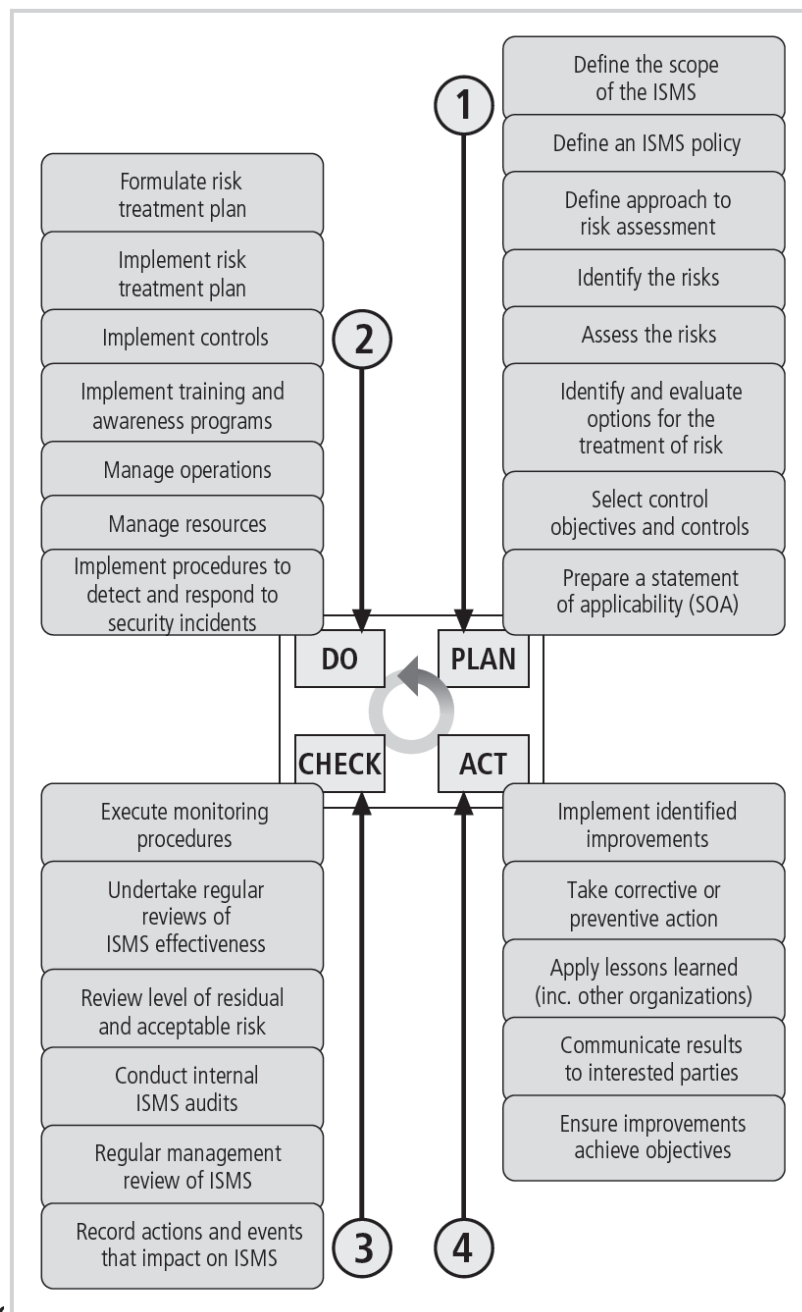 1
Define the scope
of the ISMS
Define an ISMS policy
Define approach to
risk assessment
Identify the risks
Assess the risks
Identify and evaluate
options for the
treatment of risk
Select control
objectives and controls
Prepare a statement
of applicability (SOA)
PLAN
2
Formulate risk
treatment plan
Implement risk
treatment plan
Implement controls
Implement training and
awareness programs
Manage operations
Manage resources
Implement procedures to
detect and respond to
security incidents
DO
CHECK
Execute monitoring
procedures
Undertake regular
reviews of
ISMS effectiveness
Review level of residual
and acceptable risk
Conduct internal
ISMS audits
Regular management
review of ISMS
Record actions and events
that impact on ISMS
3
ACT
Implement identified
improvements
Take corrective or
preventive action
Apply lessons learned
(inc. other organizations)
Communicate results
to interested parties
Ensure improvements
achieve objectives
4